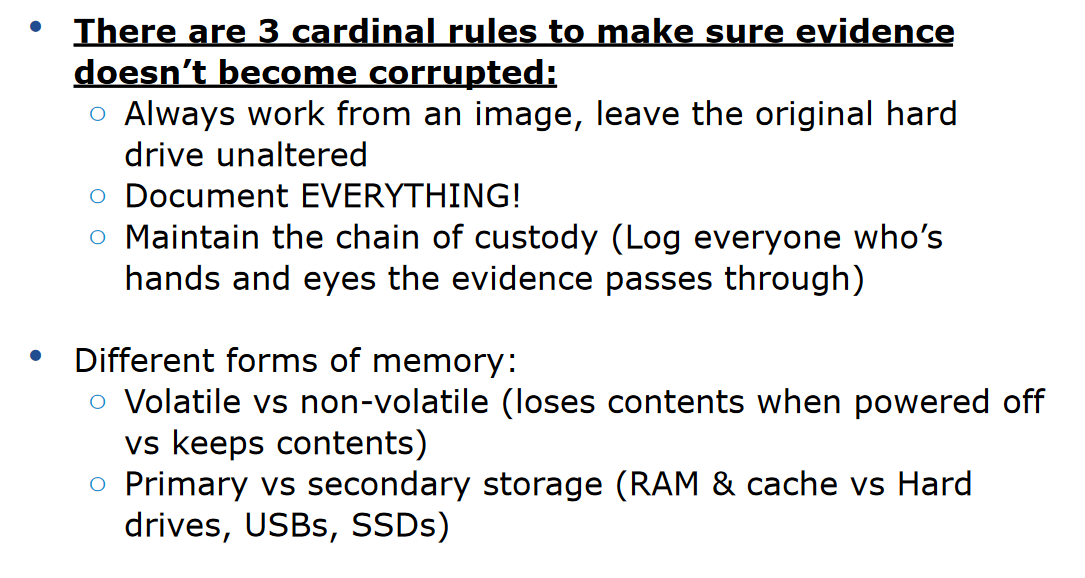 • There are 3 cardinal rules to make sure evidence
doesn’t become corrupted:
○ Always work from an image, leave the original hard
drive unaltered
○ Document EVERYTHING!
○ Maintain the chain of custody (Log everyone who’s
hands and eyes the evidence passes through)
• Different forms of memory:
○ Volatile vs non-volatile (loses contents when powered off
vs keeps contents)
○ Primary vs secondary storage (RAM & cache vs Hard
drives, USBs, SSDs)